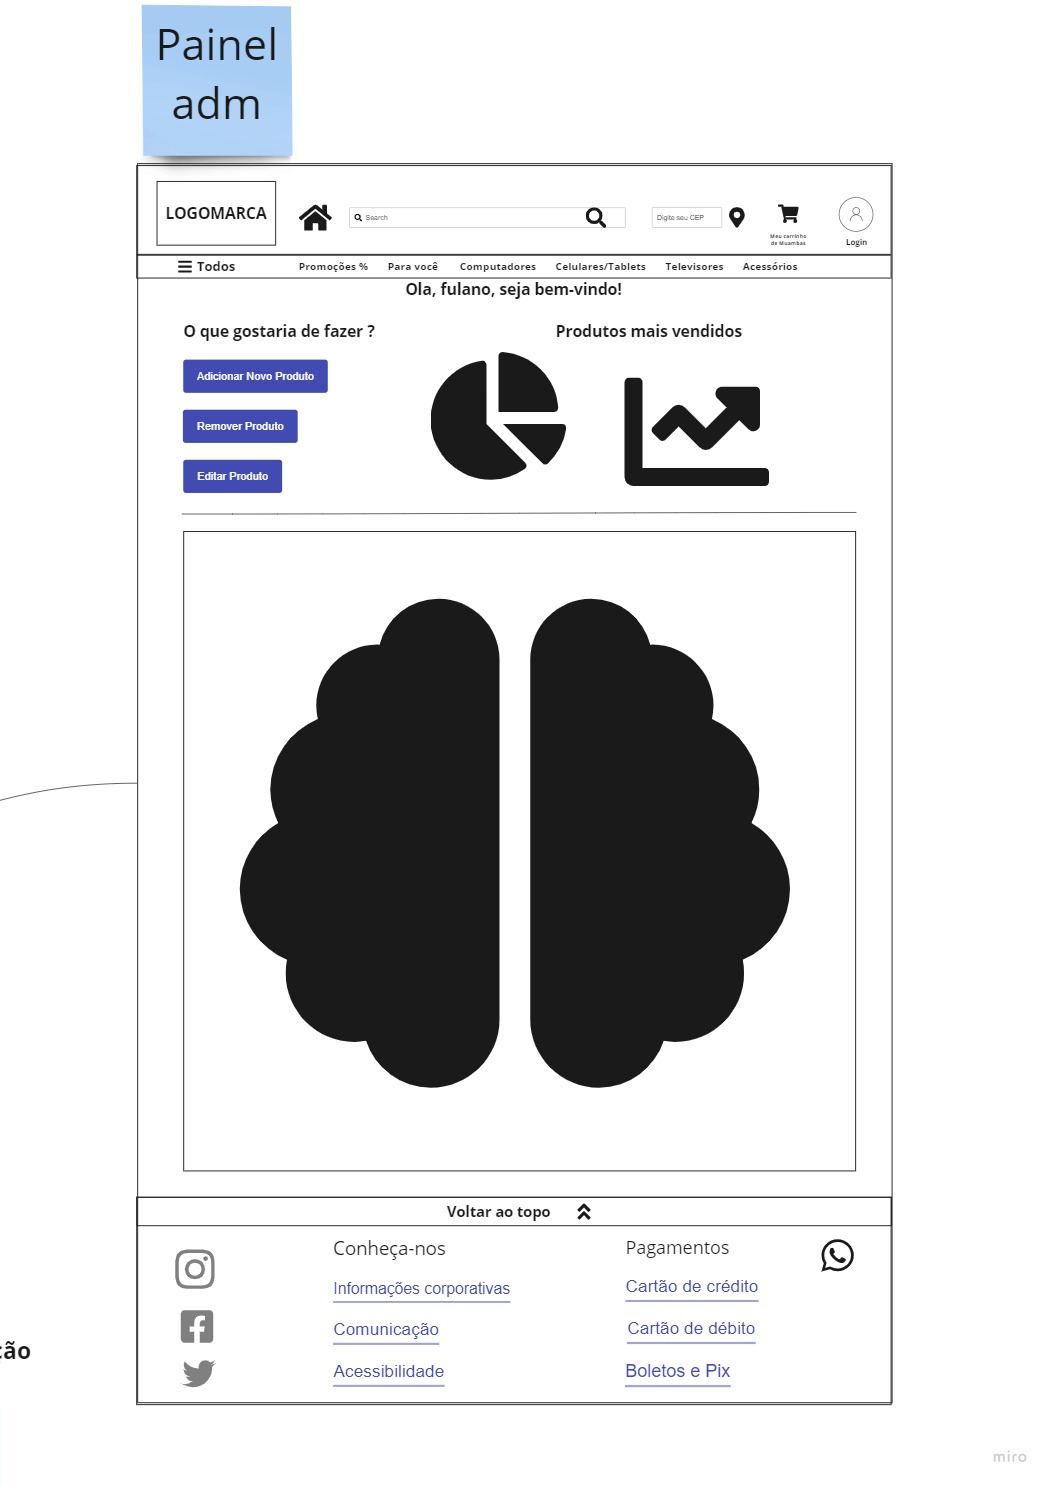 Painel
adm
LOGOMARCA
Search
Digite seu CEP
Meu carrinho
de Muambas
Login
Todos
Promoções %
Para você
Computadores
Celulares/Tablets
Televisores
Acessórios
Ola, fulano, seja bem-vindo!
O que gostaria de fazer ?
Produtos mais vendidos
Adicionar Novo Produto
Remover Produto
Editar Produto
Voltar ao topo
Conheça-nos
Pagamentos
Informações corporativas
Cartão de crédito
Comunicação
Cartão de débito
Acessibilidade
Boletos e Pix
miro